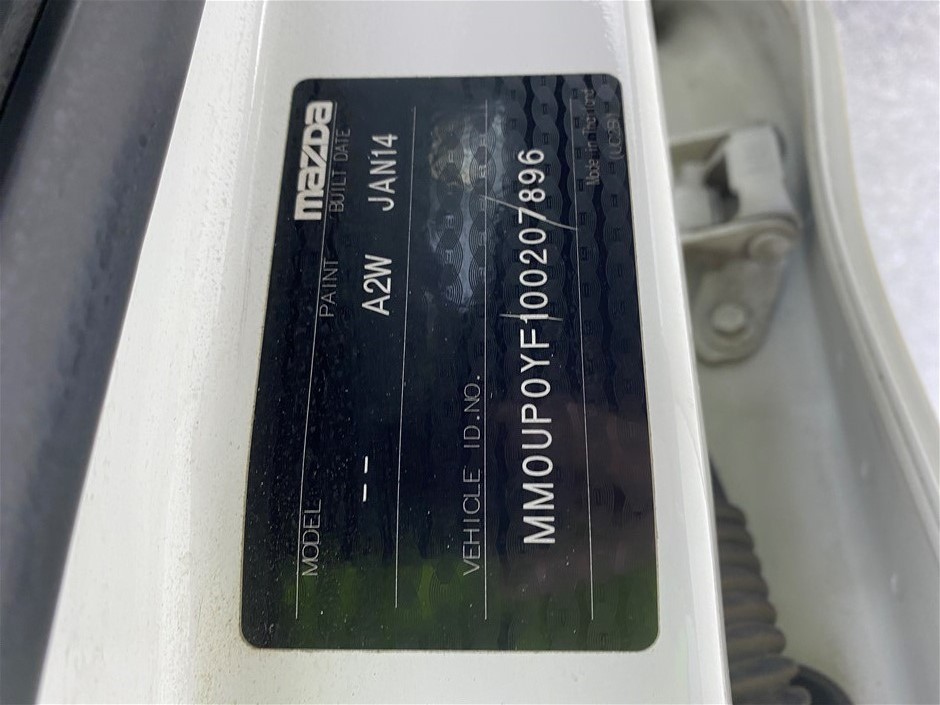 mazda
MODEL PAINT BUILT DATE
-- A2W JAN14
VEHICLE ID.NO.
MM0UP0YF100207896
Made in Thailand